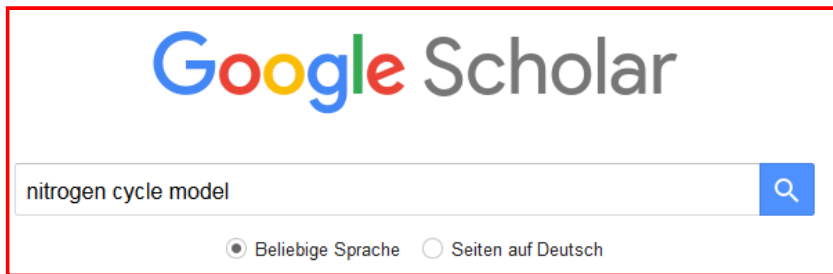 Google Scholar
nitrogen cycle model
Beliebige Sprache Seiten auf Deutsch